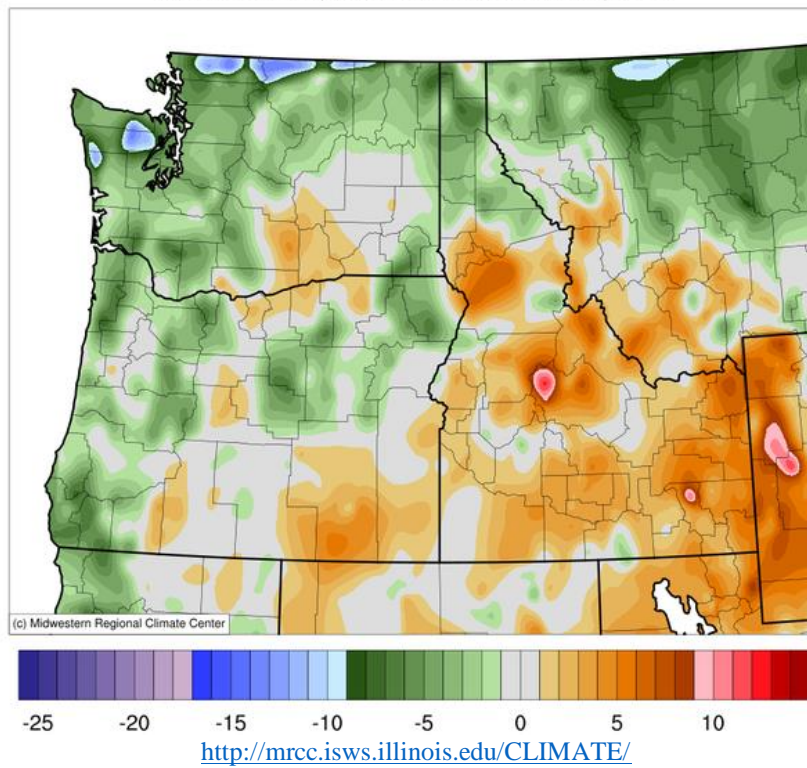 (c) Midwestern Regional Climate Center
-25 -20 -15 -10 -5 0 5 10
http://mrcc.isws.illinois.edu/CLIMATE/